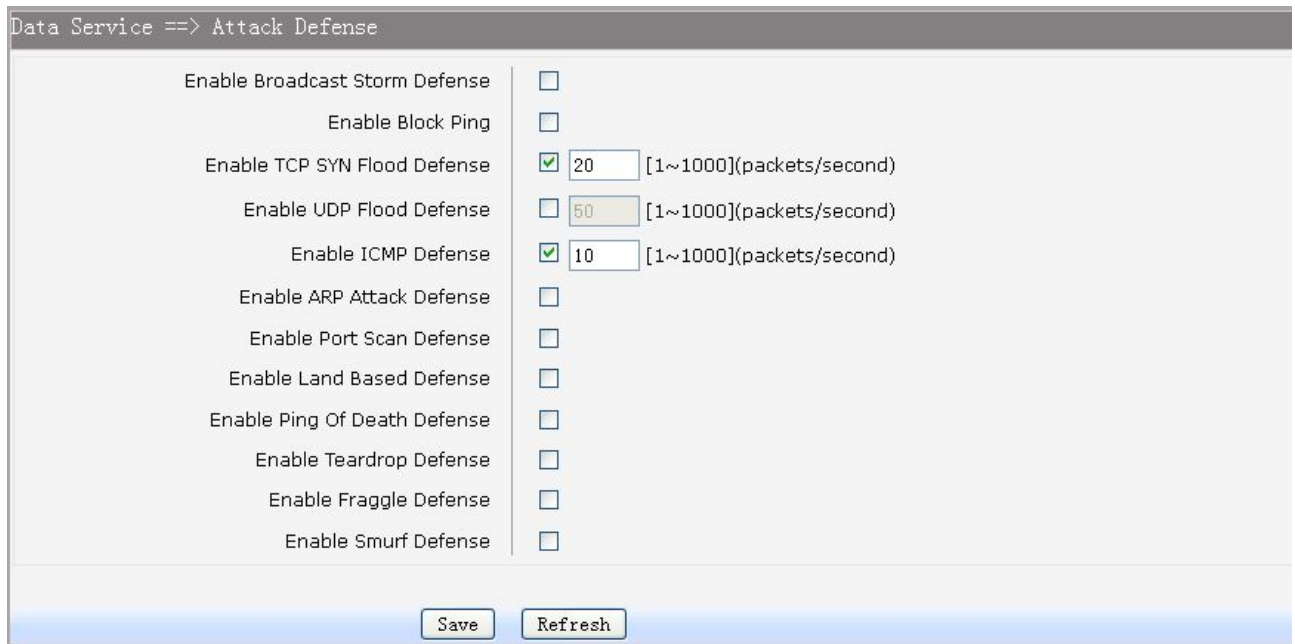 Data Service ==> Attack Defense
Enable Broadcast Storm Defense
Enable Block Ping
Enable TCP SYN Flood Defense 20 [1~1000](packets/second)
Enable UDP Flood Defense 50 [1~1000](packets/second)
Enable ICMP Defense 10 [1~1000](packets/second)
Enable ARP Attack Defense
Enable Port Scan Defense
Enable Land Based Defense
Enable Ping Of Death Defense
Enable Teardrop Defense
Enable Fraggle Defense
Enable Smurf Defense
Save Refresh